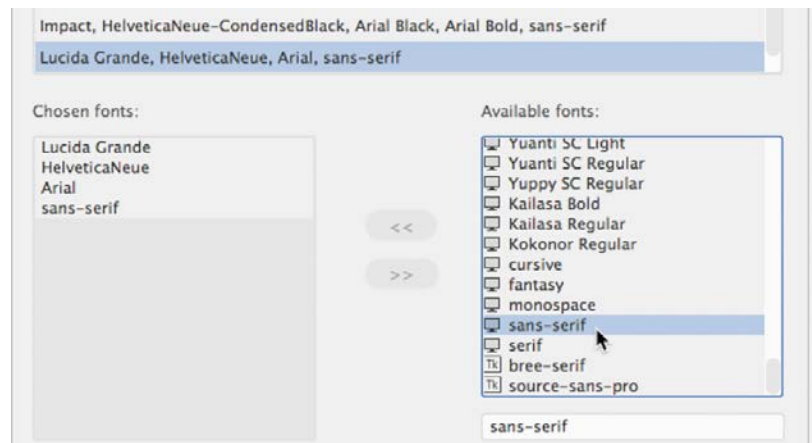 Impact, HelveticaNeue-CondensedBlack, Arial Black, Arial Bold, sans-serif
Lucida Grande, HelveticaNeue, Arial, sans-serif
Chosen fonts:
Lucida Grande
HelveticaNeue
Arial
sans-serif
<<
>>
Available fonts:
Yuanti SC Light
Yuanti SC Regular
Yuppy SC Regular
Kailasa Bold
Kailasa Regular
Kokonor Regular
cursive
fantasy
monospace
sans-serif
serif
Tk bree-serif
Tk source-sans-pro
sans-serif